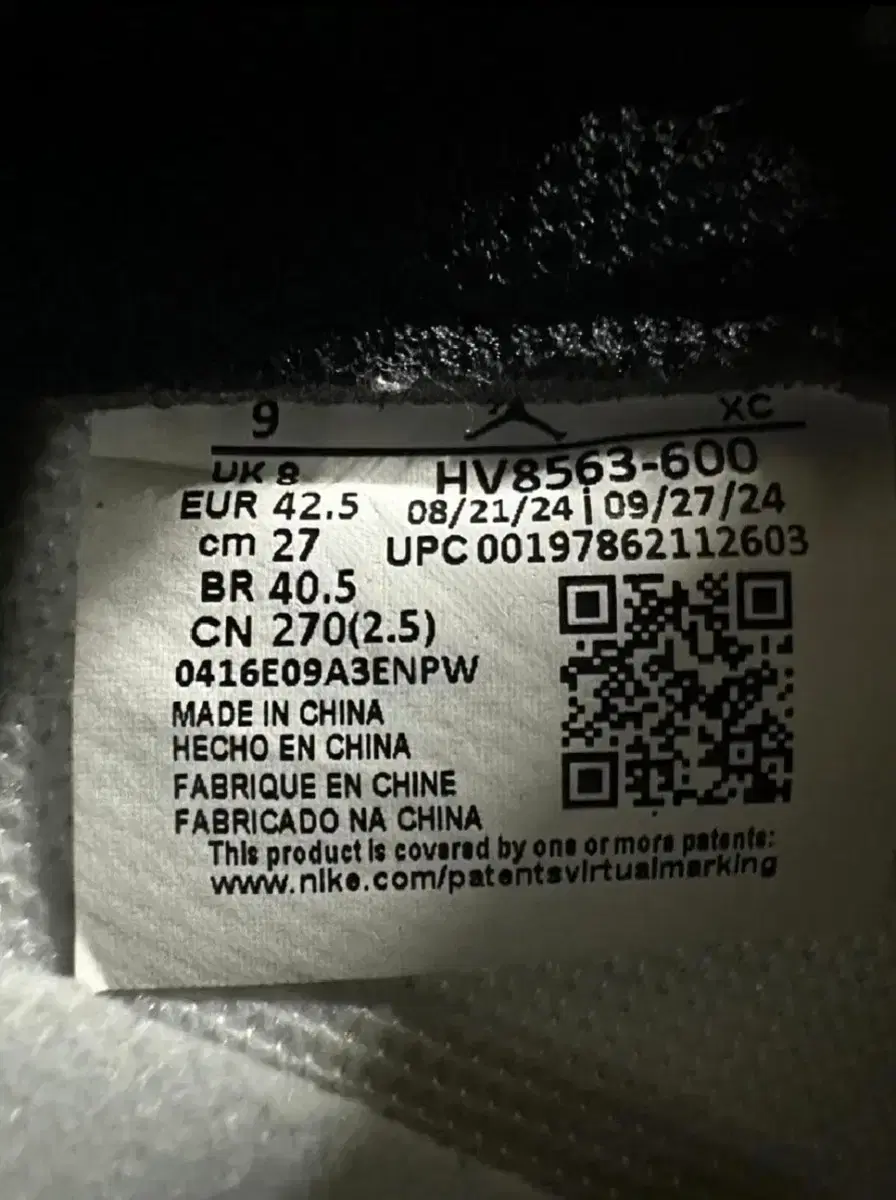 9 XC
UK 8 HV8563-600
EUR 42.5 08/21/24 | 09/27/24
cm 27 UPC 00197862112603
BR 40.5
CN 270(2.5)
0416E09A3ENPW
MADE IN CHINA
HECHO EN CHINA
FABRIQUE EN CHINE
FABRICADO NA CHINA
This product is covered by one or more patents:
www.nike.com/patentsvirtualmarking